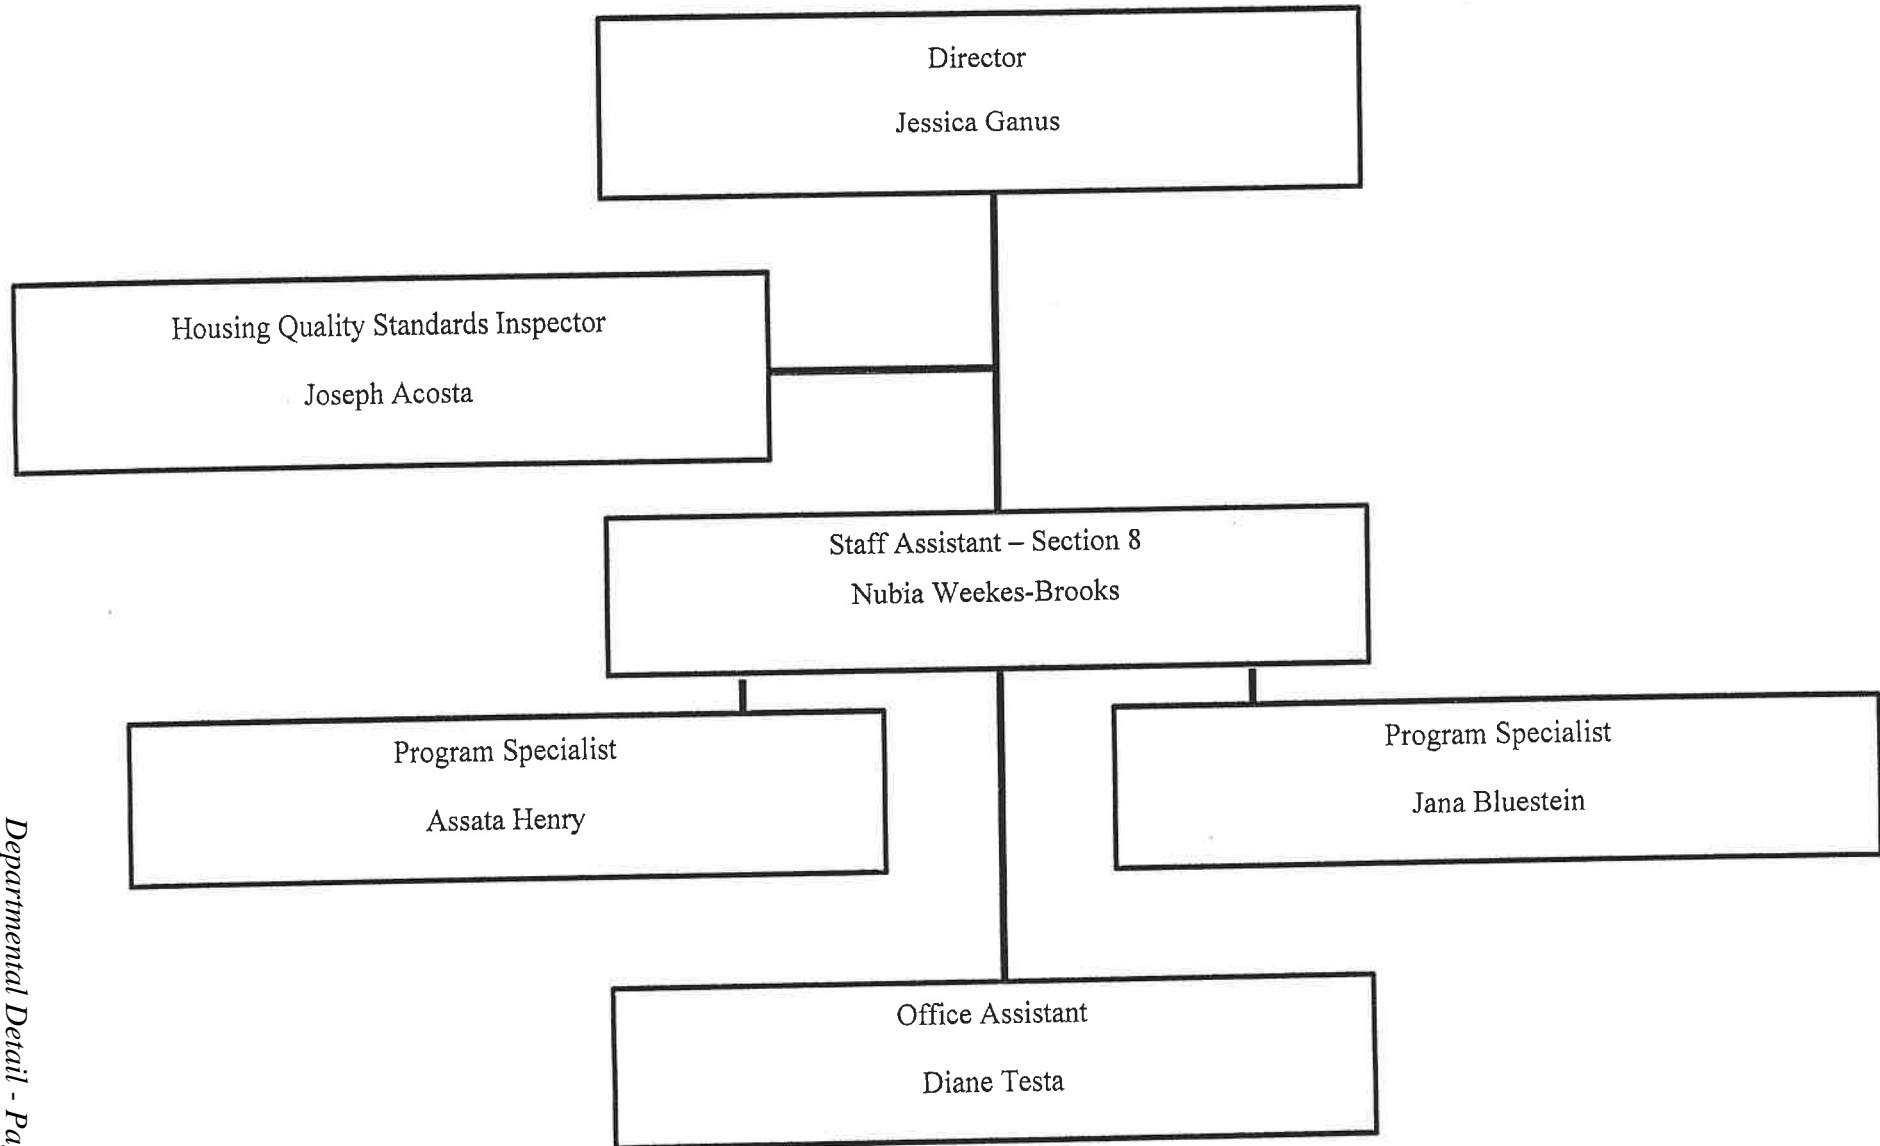 Director
Jessica Ganus
Housing Quality Standards Inspector
Joseph Acosta
Staff Assistant – Section 8
Nubia Weekes-Brooks
Program Specialist
Assata Henry
Program Specialist
Jana Bluestein
Office Assistant
Diane Testa
Departmental Detail -